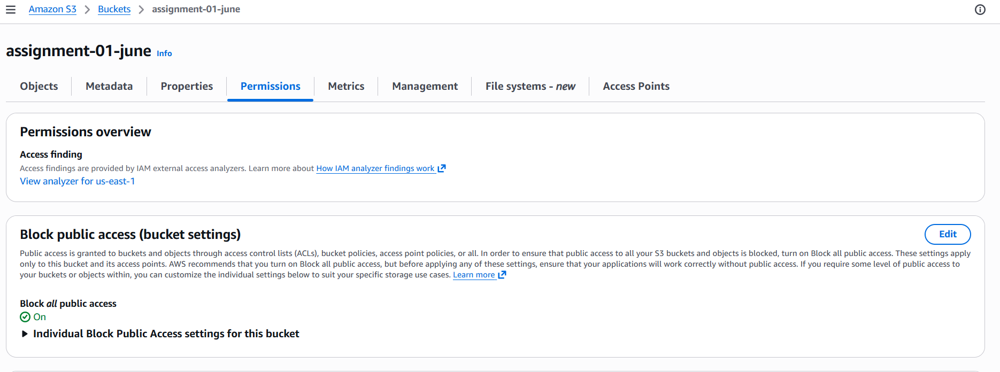 Amazon S3 > Buckets > assignment-01-june
assignment-01-june Info
Objects Metadata Properties Permissions Metrics Management File systems - new Access Points
Permissions overview
Access finding
Access findings are provided by IAM external access analyzers. Learn more about How IAM analyzer findings work
View analyzer for us-east-1
Block public access (bucket settings)
Edit
Public access is granted to buckets and objects through access control lists (ACLs), bucket policies, access point policies, or all. In order to ensure that public access to all your S3 buckets and objects is blocked, turn on Block all public access. These settings apply
only to this bucket and its access points. AWS recommends that you turn on Block all public access, but before applying any of these settings, ensure that your applications will work correctly without public access. If you require some level of public access to
your buckets or objects within, you can customize the individual settings below to suit your specific storage use cases. Learn more
Block all public access
On
Individual Block Public Access settings for this bucket